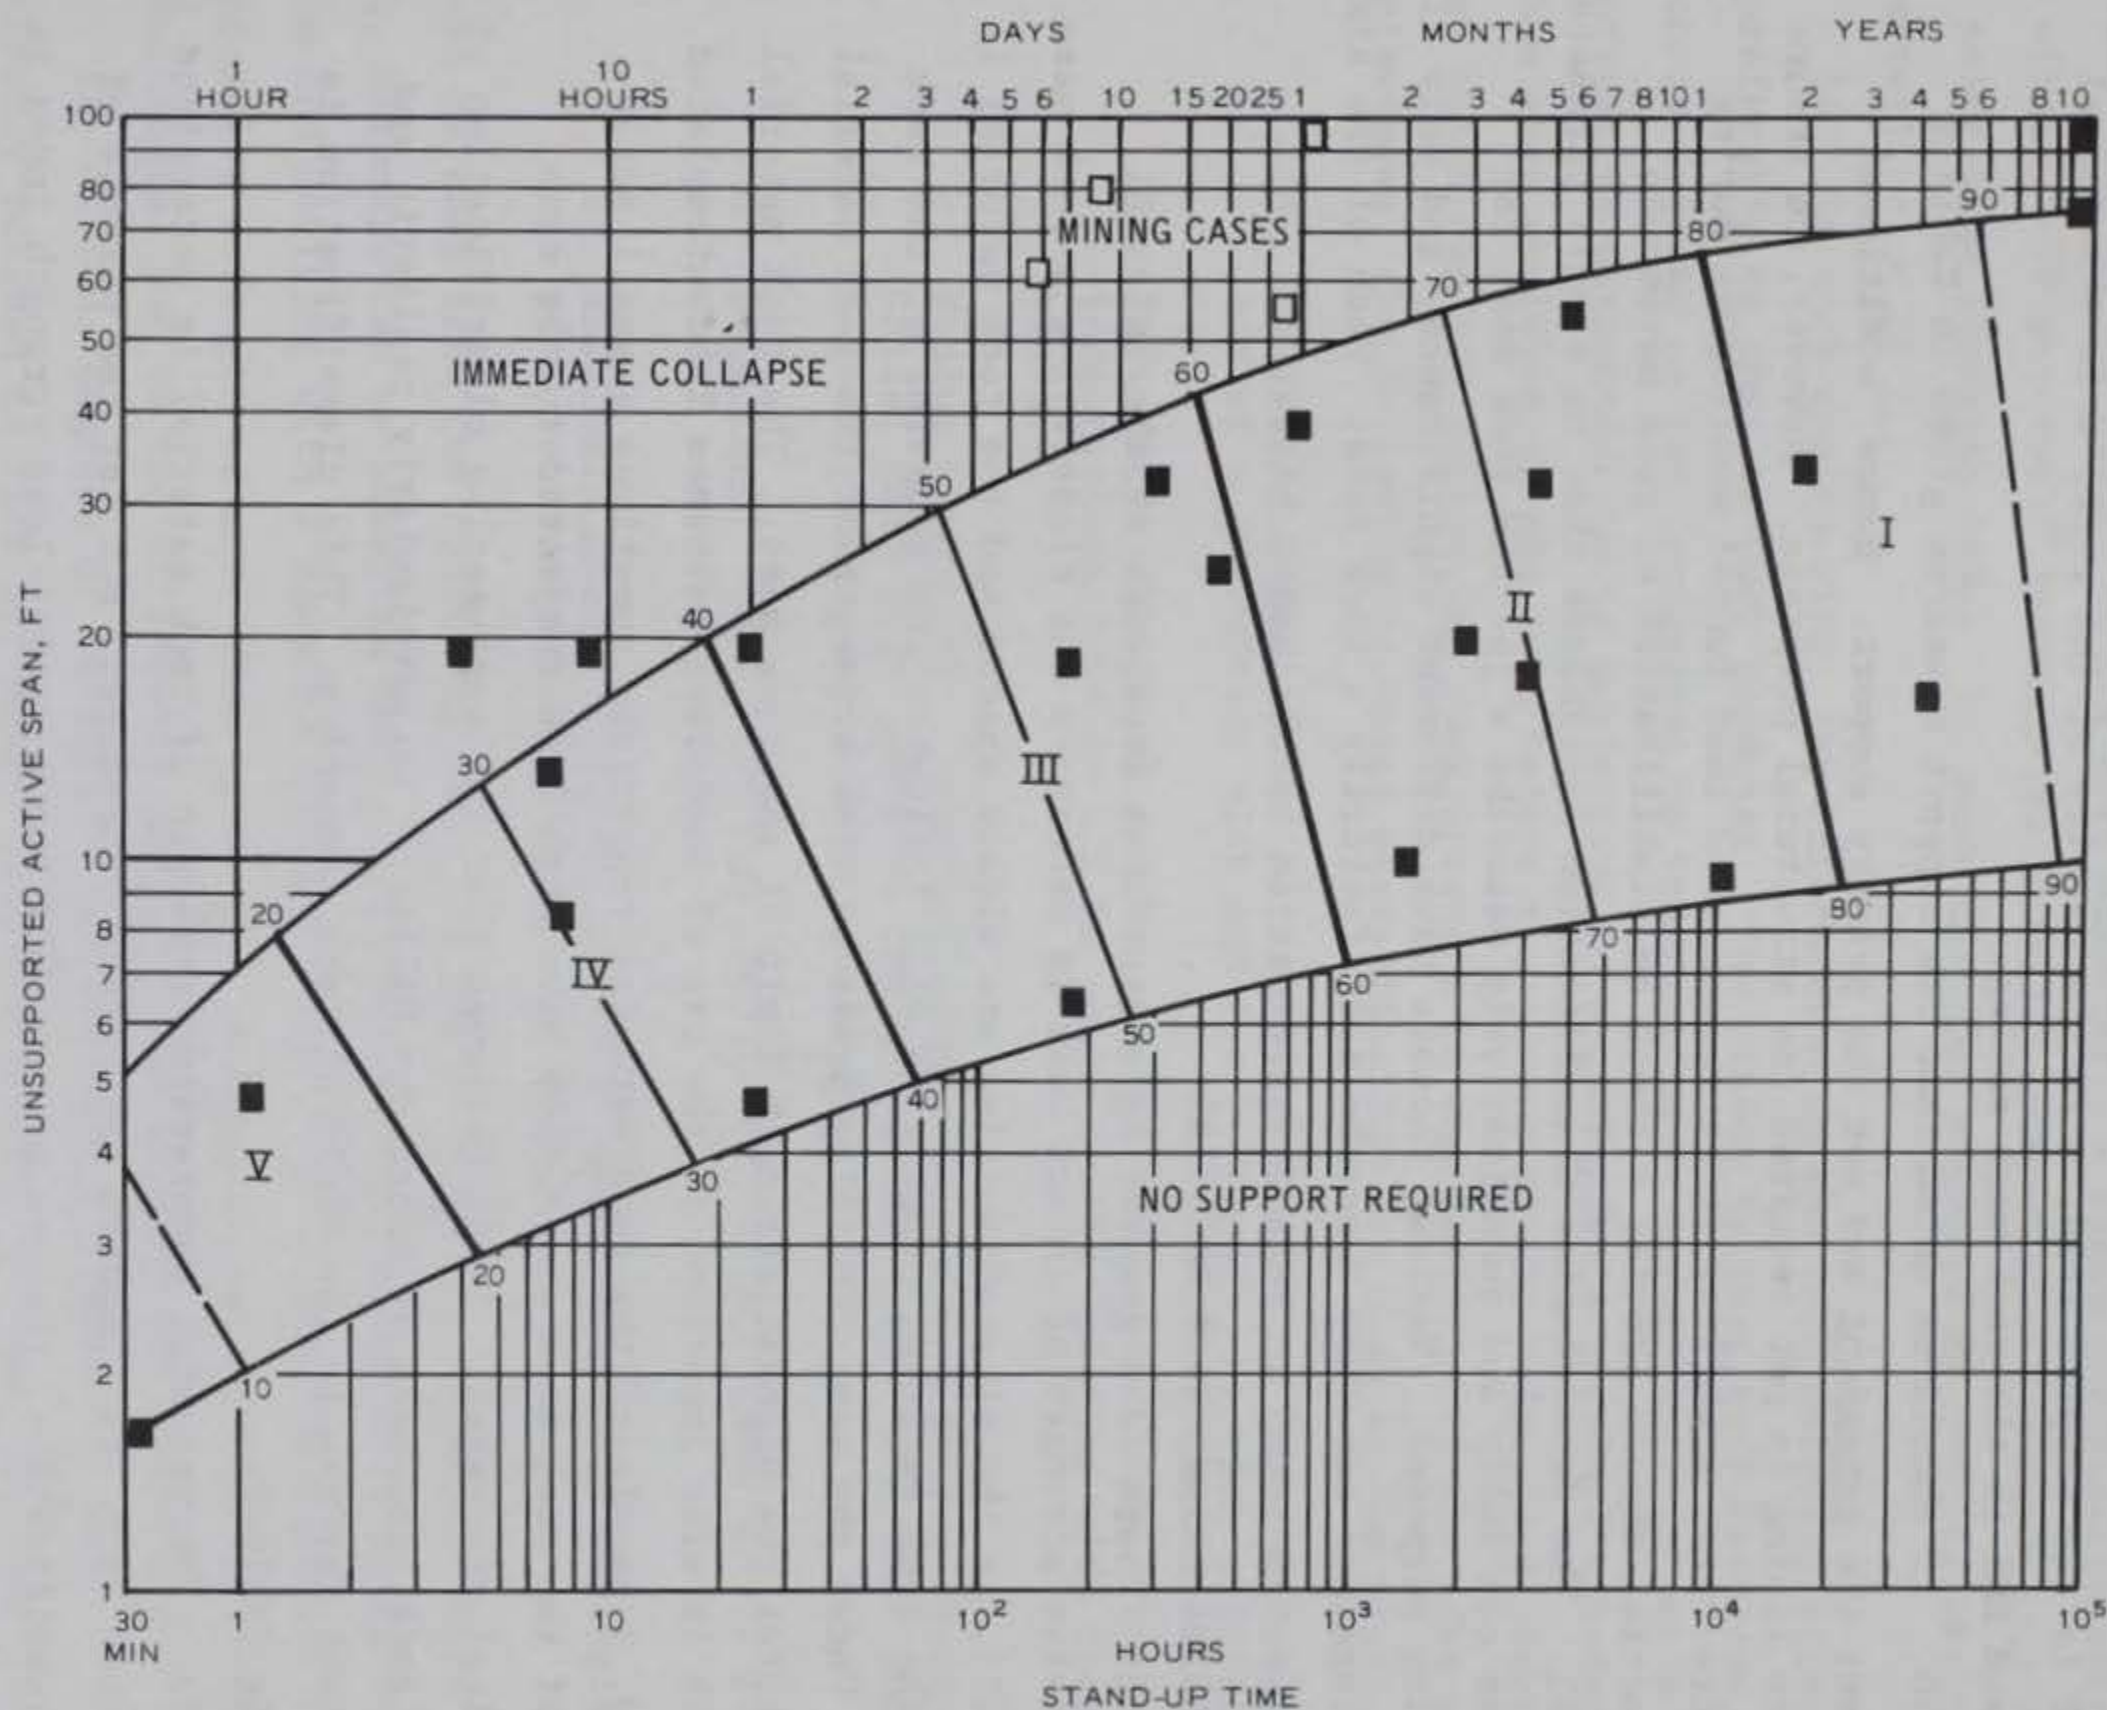 DAYS MONTHS YEARS
1 HOUR 10 HOURS 1 2 3 4 5 6 10 15 20 25 1 2 3 4 5 6 7 8 10 1 2 3 4 5 6 8 10
100
80
70
60
50
40
30
20
10
8
7
6
5
4
3
2
1
UNSUPPORTED ACTIVE SPAN, FT
MINING CASES
IMMEDIATE COLLAPSE
90
80
70
60
50
40
30
20
I
II
III
IV
V
90
80
70
60
50
40
30
20
10
NO SUPPORT REQUIRED
30 1 10 10² 10³ 10⁴ 10⁵
MIN HOURS
STAND-UP TIME